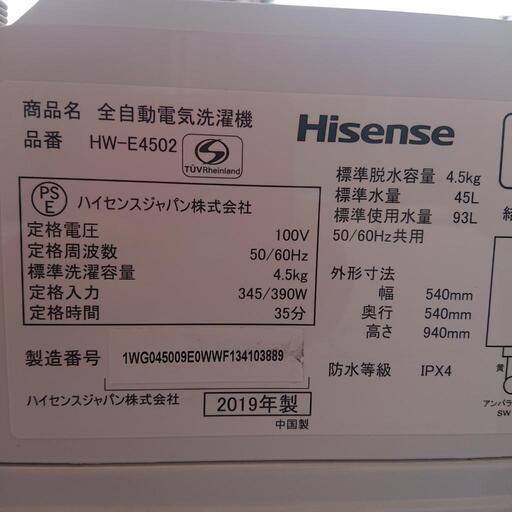 商品名 全自動電気洗濯機
品番 HW-E4502
TÜVRheinland
Hisense
PS
E
ハイセンスジャパン株式会社
定格電圧 100V
定格周波数 50/60Hz
標準洗濯容量 4.5kg
定格入力 345/390W
定格時間 35分
製造番号 1WG045009E0WWF134103889
ハイセンスジャパン株式会社 2019年製
中国製
標準脱水容量 4.5kg
標準水量 45L
標準使用水量 93L
50/60Hz共用
外形寸法
幅 540mm
奥行 540mm
高さ 940mm
防水等級 IPX4
黄
アンバラ
SW